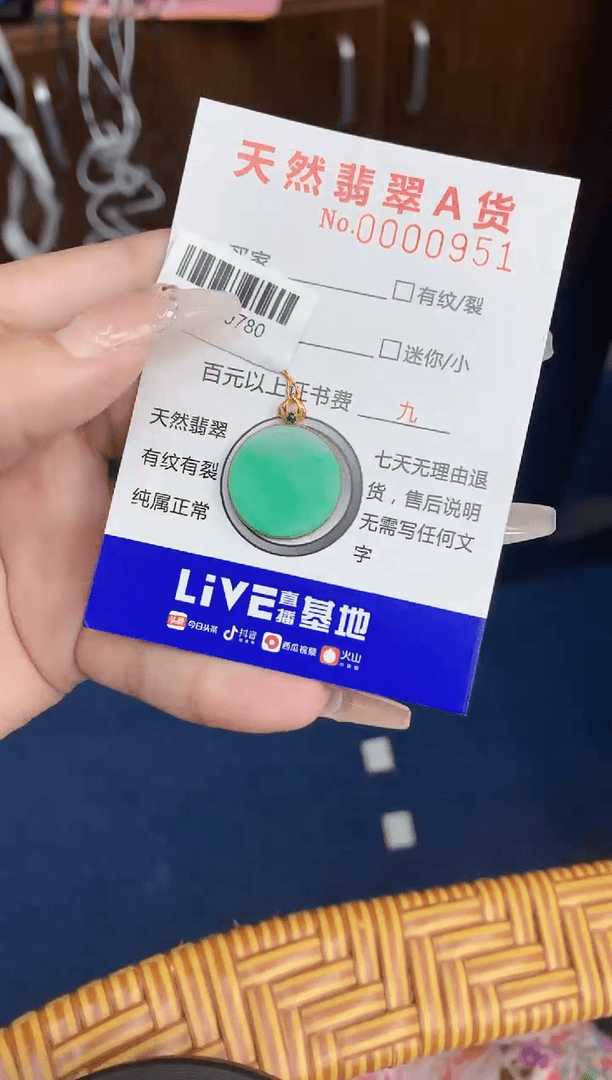 天然翡翠A货
No.0000951
买家
780
有纹/裂
迷你/小
百元以上证书费 九
天然翡翠
有纹有裂
纯属正常
七天无理由退
货，售后说明
无需写任何文
字
LiVE直播基地
头条 今日头条 抖音 西瓜视频 火山